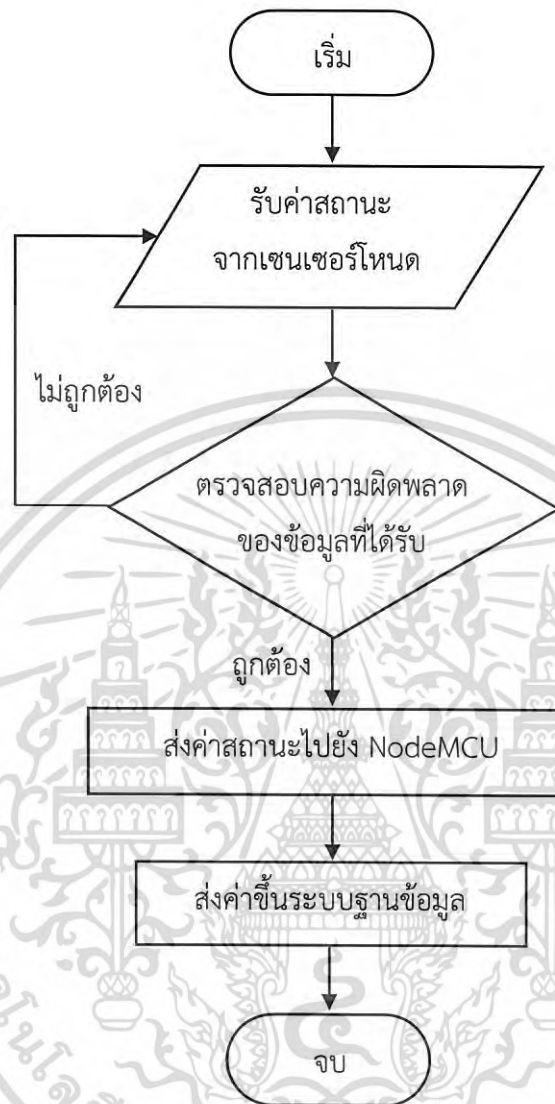 เริ่ม
รับค่าสถานะ
จากเซนเซอร์โหนด
ไม่ถูกต้อง
ตรวจสอบความผิดพลาด
ของข้อมูลที่ได้รับ
ถูกต้อง
ส่งค่าสถานะไปยัง NodeMCU
ส่งค่าขึ้นระบบฐานข้อมูล
จบ